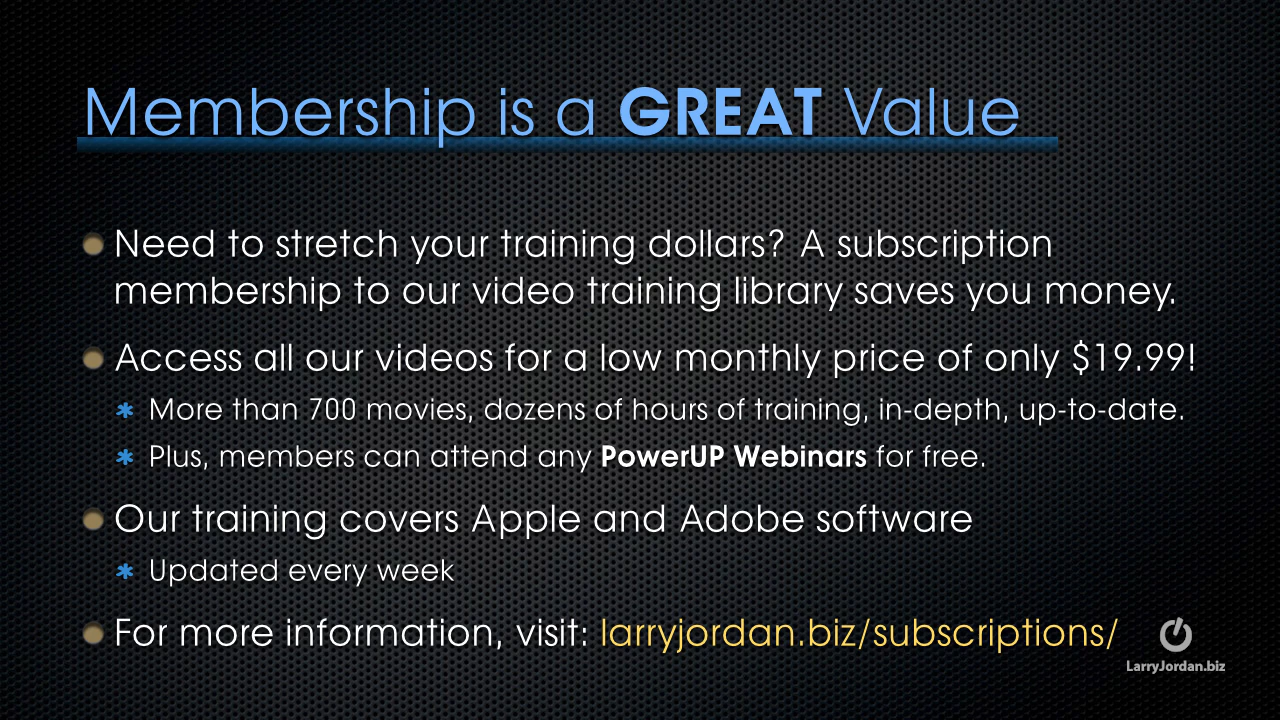 Membership is a GREAT Value
Need to stretch your training dollars? A subscription
membership to our video training library saves you money.
Access all our videos for a low monthly price of only $19.99!
More than 700 movies, dozens of hours of training, in-depth, up-to-date.
Plus, members can attend any PowerUP Webinars for free.
Our training covers Apple and Adobe software
Updated every week
For more information, visit: larryjordan.biz/subscriptions/
LarryJordan.biz